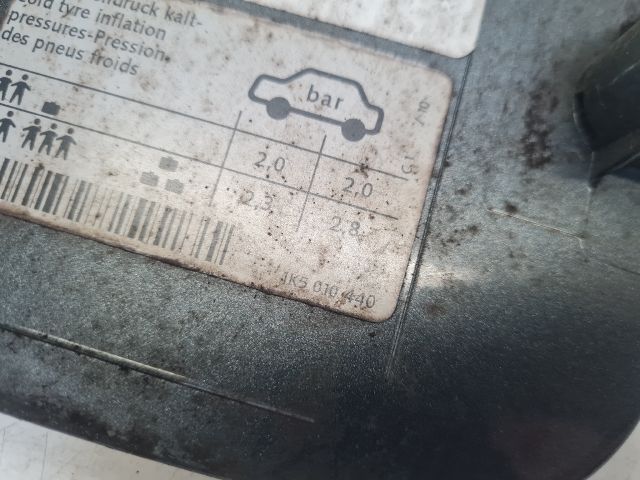 druck kalt-
cord tyre inflation
pressures-Pression
des pneus froids
bar
2.0 2.0
2.3 2.8
1K5 010 440